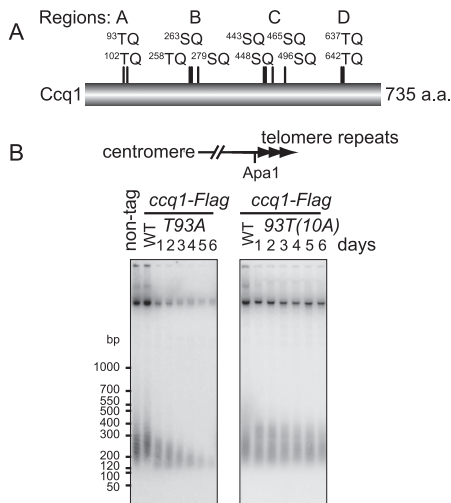 Regions: A B C D
A
93TQ 263SQ 443SQ 465SQ 637TQ
102TQ 258TQ 279SQ 448SQ 496SQ 642TQ
Ccq1 735 a.a.
B
centromere telomere repeats
Apa1
non-tag ccq1-Flag ccq1-Flag
WT T93A WT 93T(10A)
1 2 3 4 5 6 1 2 3 4 5 6 days
bp
1000
700
550
500
400
300
200
120
100
50